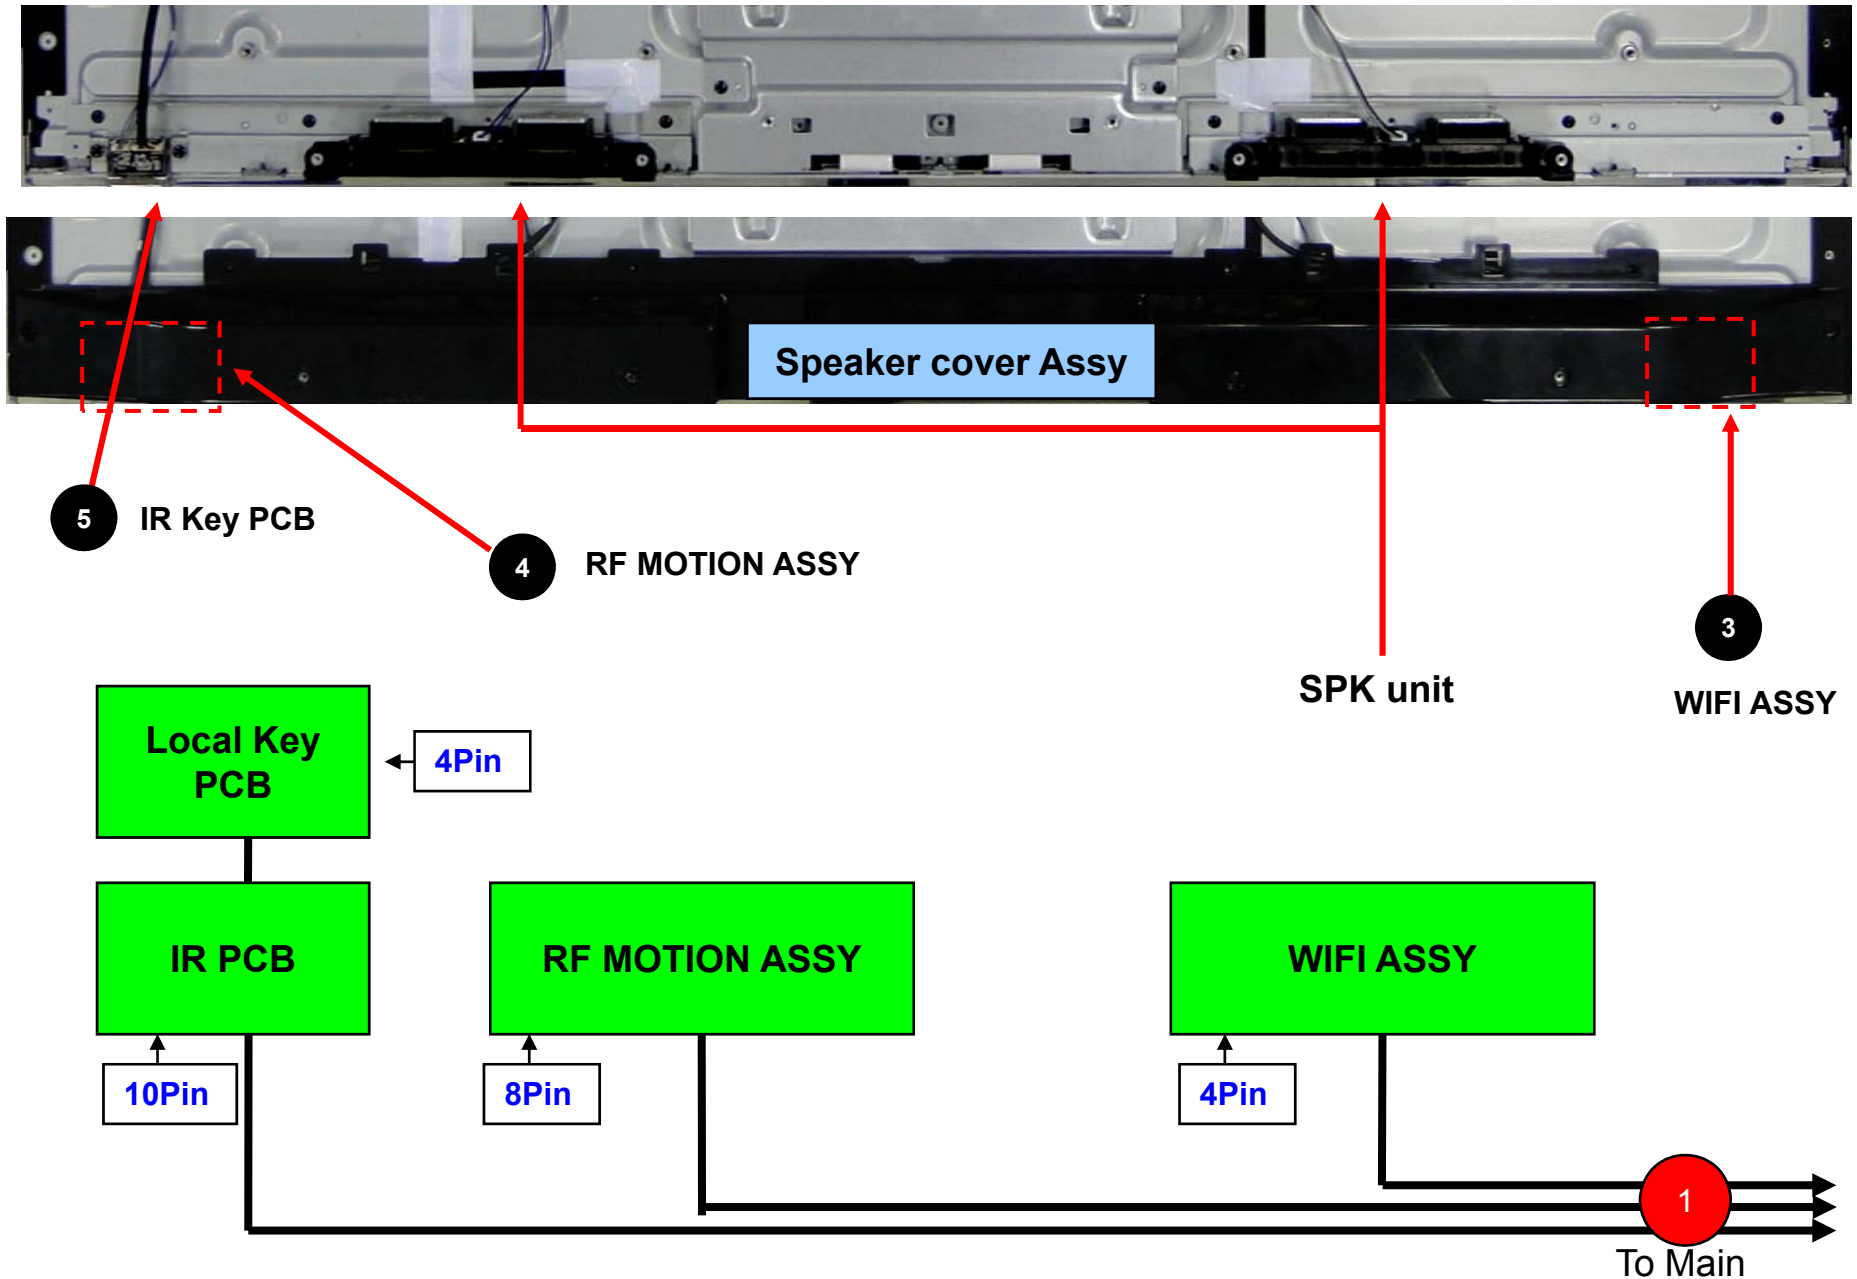 Speaker cover Assy
5
IR Key PCB
4
RF MOTION ASSY
3
SPK unit
WIFI ASSY
Local Key
PCB
4Pin
IR PCB
RF MOTION ASSY
WIFI ASSY
10Pin
8Pin
4Pin
1
To Main